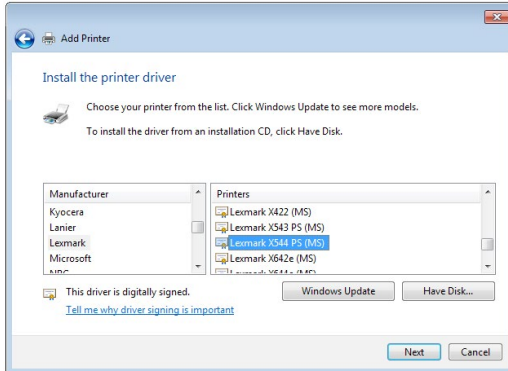 Add Printer
Install the printer driver
Choose your printer from the list. Click Windows Update to see more models.
To install the driver from an installation CD, click Have Disk.
Manufacturer
Kyocera
Lanier
Lexmark
Microsoft
Printers
Lexmark X422 (MS)
Lexmark X543 PS (MS)
Lexmark X544 PS (MS)
Lexmark X642e (MS)
This driver is digitally signed.
Tell me why driver signing is important
Windows Update
Have Disk...
Next
Cancel